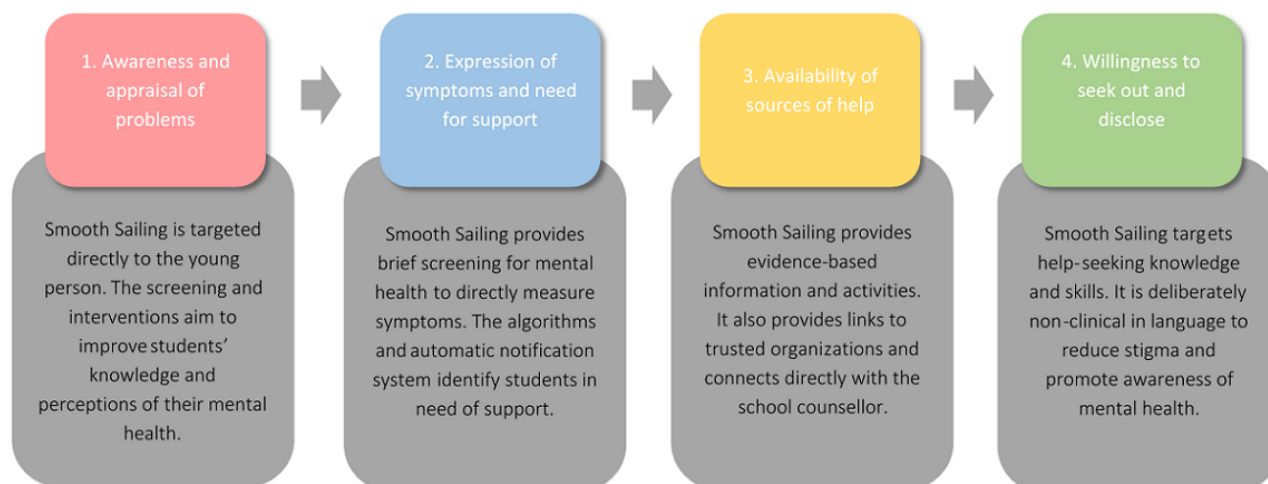 1. Awareness and
appraisal of
problems
Smooth Sailing is targeted
directly to the young
person. The screening and
interventions aim to
improve students'
knowledge and
perceptions of their mental
health.
2. Expression of
symptoms and need
for support
Smooth Sailing provides
brief screening for mental
health to directly measure
symptoms. The algorithms
and automatic notification
system identify students in
need of support.
3. Availability of
sources of help
Smooth Sailing provides
evidence-based
information and activities.
It also provides links to
trusted organizations and
connects directly with the
school counsellor.
4. Willingness to
seek out and
disclose
Smooth Sailing targets
help-seeking knowledge
and skills. It is deliberately
non-clinical in language to
reduce stigma and
promote awareness of
mental health.